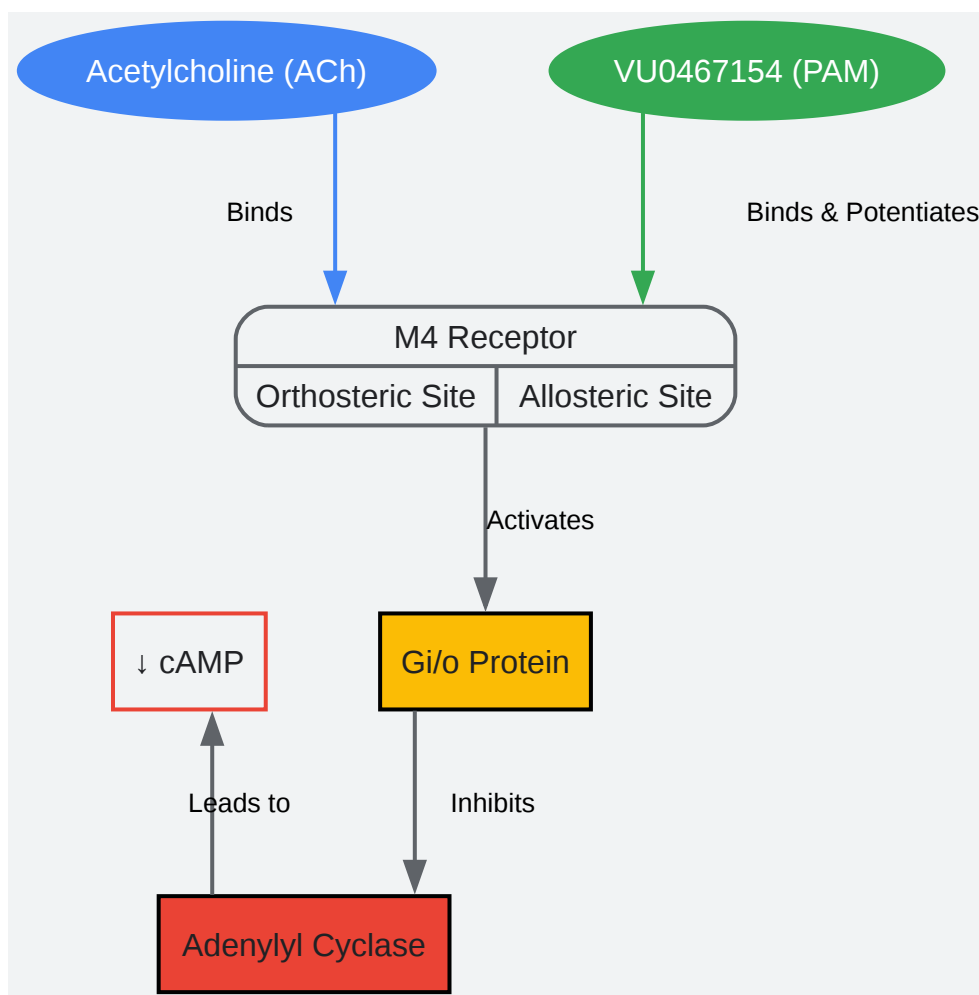 Acetylcholine (ACh)
VU0467154 (PAM)
Binds
Binds & Potentiates
M4 Receptor
Orthosteric Site
Allosteric Site
Activates
↓ cAMP
Gi/o Protein
Leads to
Inhibits
Adenylyl Cyclase